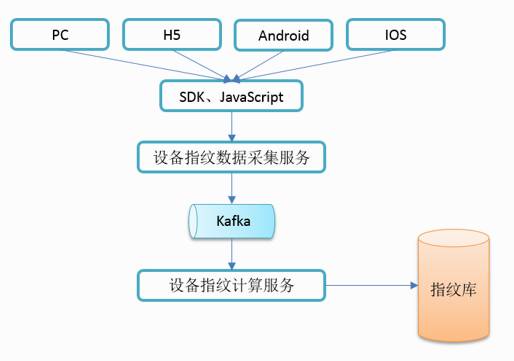 PC
H5
Android
IOS
SDK、JavaScript
设备指纹数据采集服务
Kafka
设备指纹计算服务
指纹库